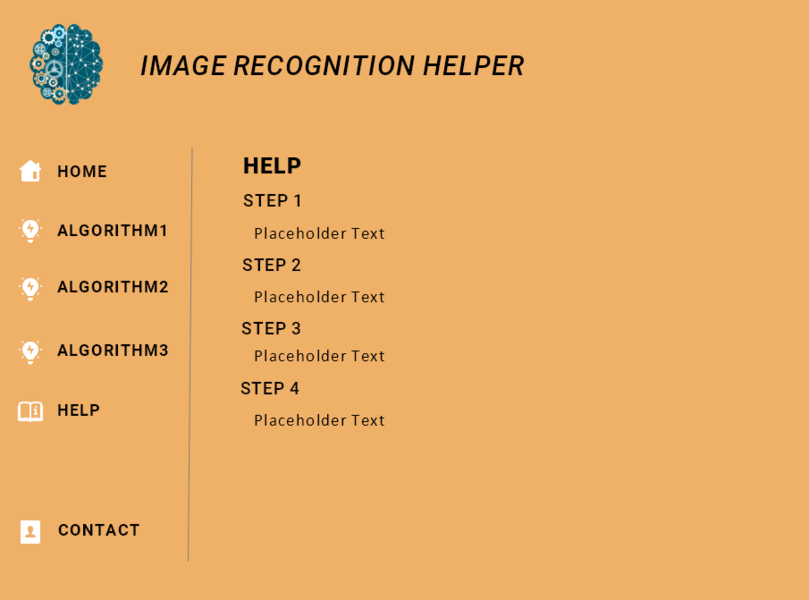 IMAGE RECOGNITION HELPER
HOME
ALGORITHM1
ALGORITHM2
ALGORITHM3
HELP
CONTACT
HELP
STEP 1
Placeholder Text
STEP 2
Placeholder Text
STEP 3
Placeholder Text
STEP 4
Placeholder Text